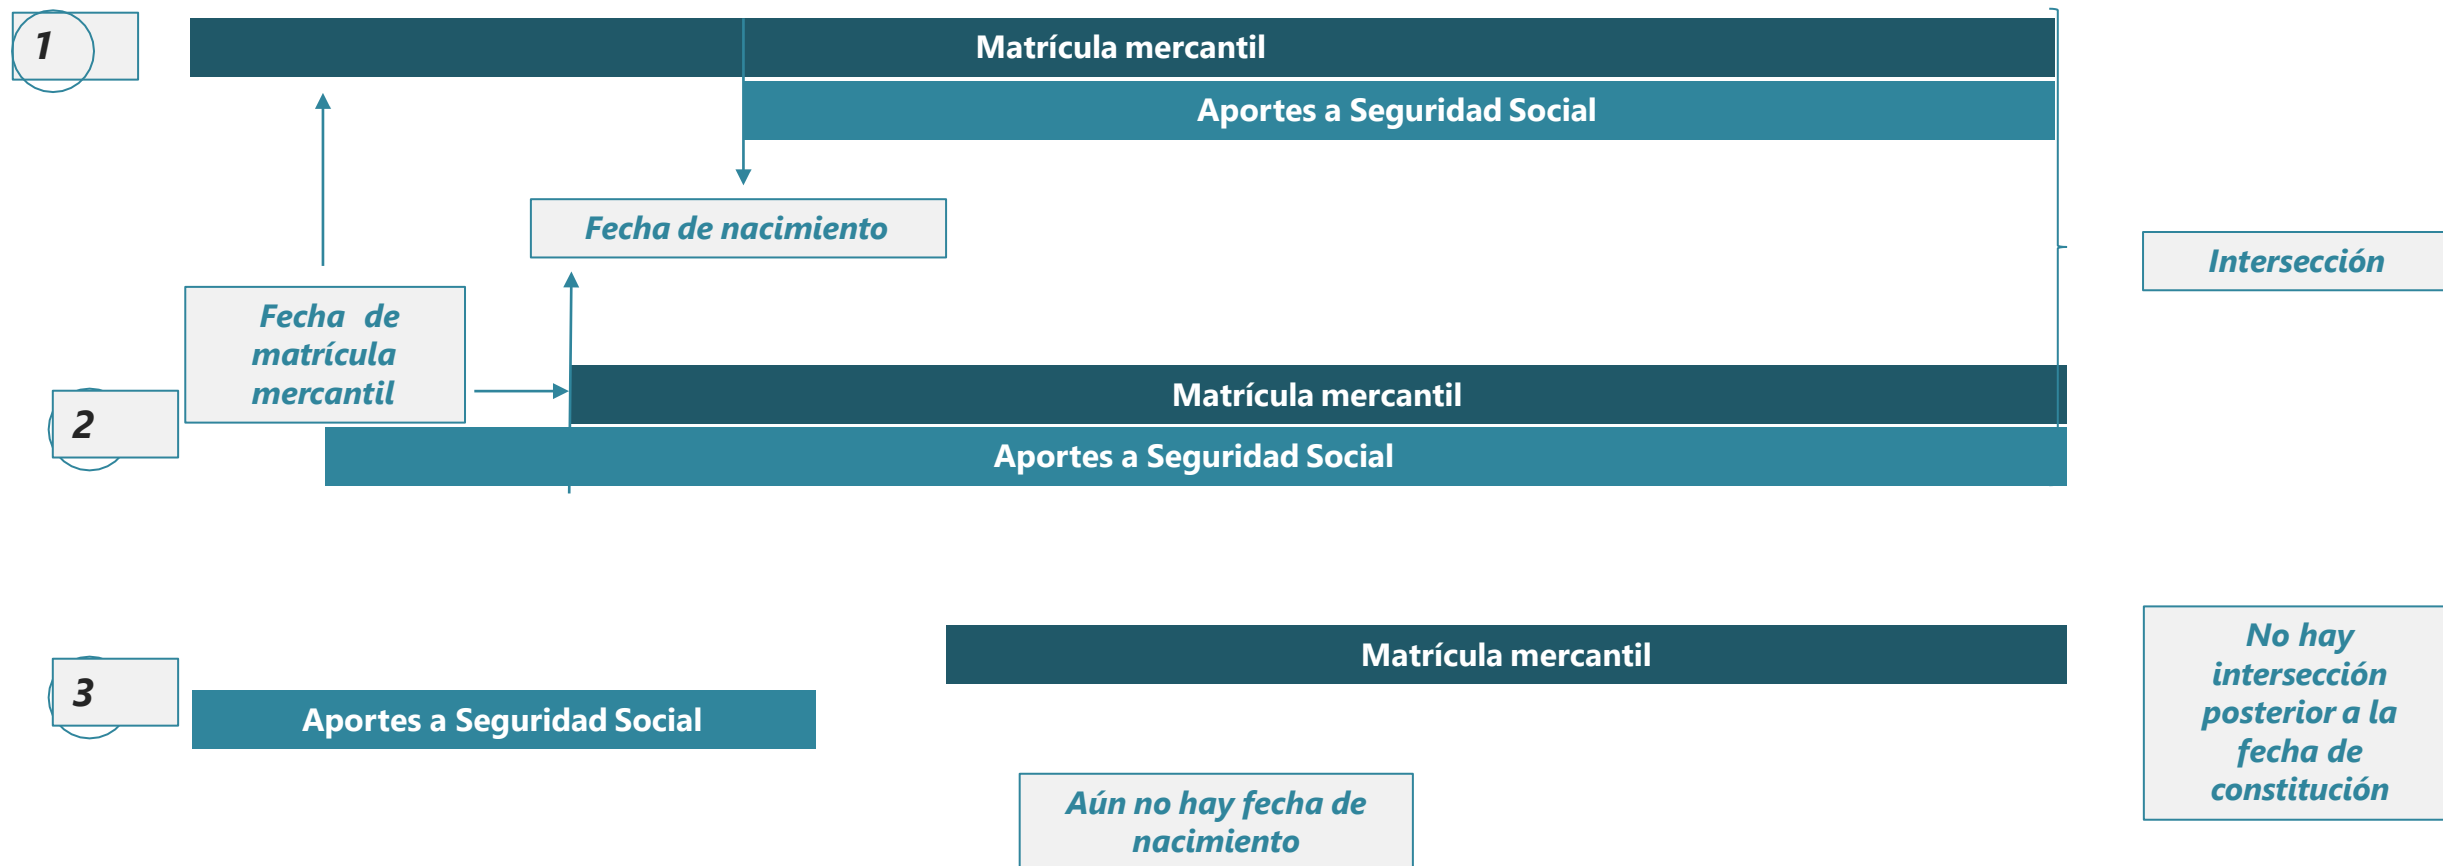 1
Matrícula mercantil
Aportes a Seguridad Social
Fecha de nacimiento
Intersección
Fecha de
matrícula
mercantil
2
Matrícula mercantil
Aportes a Seguridad Social
3
Matrícula mercantil
Aportes a Seguridad Social
No hay
intersección
posterior a la
fecha de
constitución
Aún no hay fecha de
nacimiento